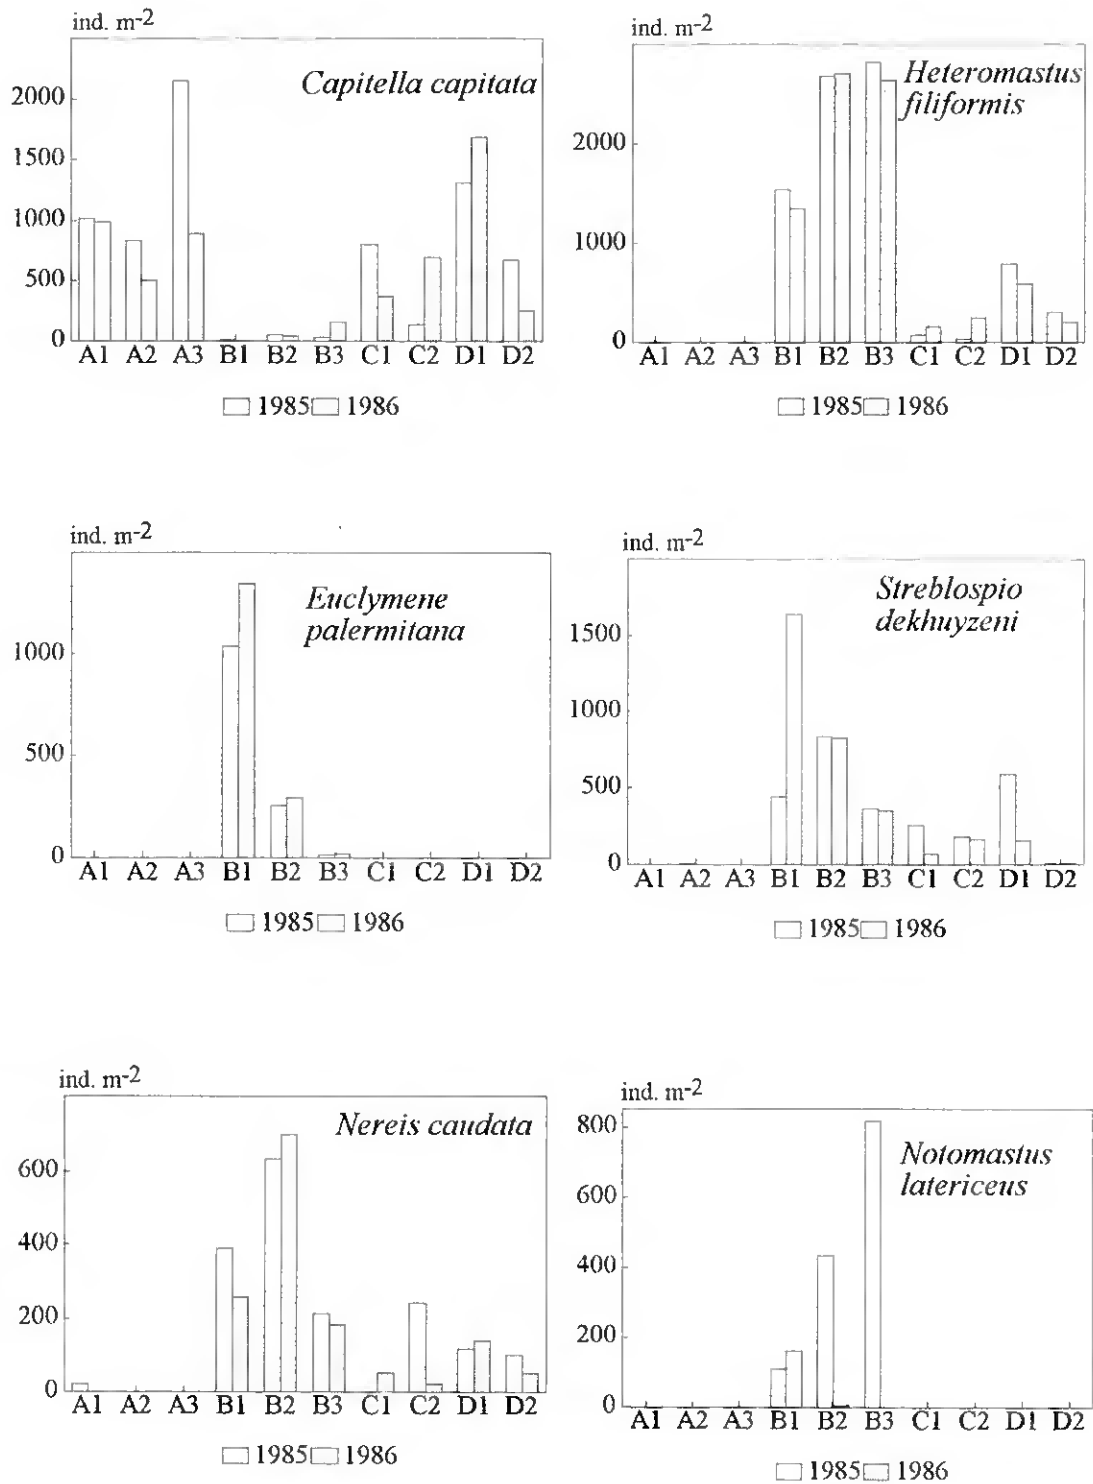 ind. m-2
Capitella capitata
2000
1500
1000
500
0
A1 A2 A3 B1 B2 B3 C1 C2 D1 D2
1985 1986
ind. m-2
Heteromastus
filiformis
2000
1000
0
A1 A2 A3 B1 B2 B3 C1 C2 D1 D2
1985 1986
ind. m-2
Euclymene
palermitana
1000
500
0
A1 A2 A3 B1 B2 B3 C1 C2 D1 D2
1985 1986
ind. m-2
Streblospio
dekhuyzeni
1500
1000
500
0
A1 A2 A3 B1 B2 B3 C1 C2 D1 D2
1985 1986
ind. m-2
Nereis caudata
600
400
200
0
A1 A2 A3 B1 B2 B3 C1 C2 D1 D2
1985 1986
ind. m-2
Notomastus
latericeus
800
600
400
200
0
A1 A2 A3 B1 B2 B3 C1 C2 D1 D2
1985 1986